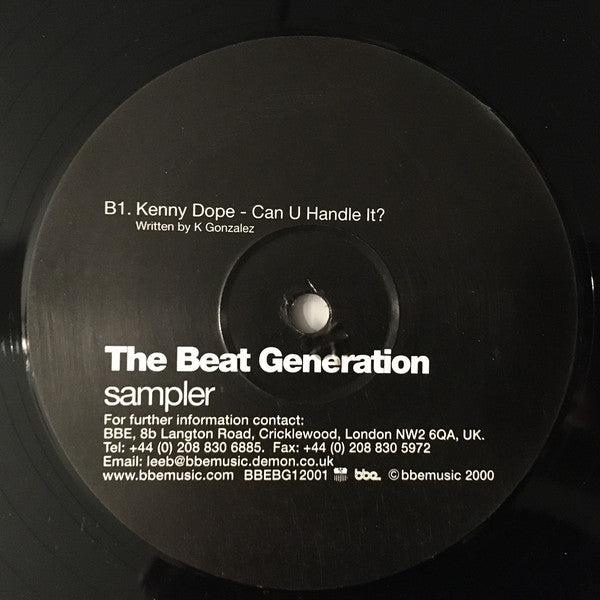 B1. Kenny Dope - Can U Handle It?
Written by K Gonzalez
The Beat Generation
sampler
For further information contact:
BBE, 8b Langton Road, Cricklewood, London NW2 6QA, UK.
Tel: +44 (0) 208 830 6885. Fax: +44 (0) 208 830 5972
Email: leeb@bbemusic.demon.co.uk
www.bbemusic.com BBEBG12001 bbe ©bbemusic 2000